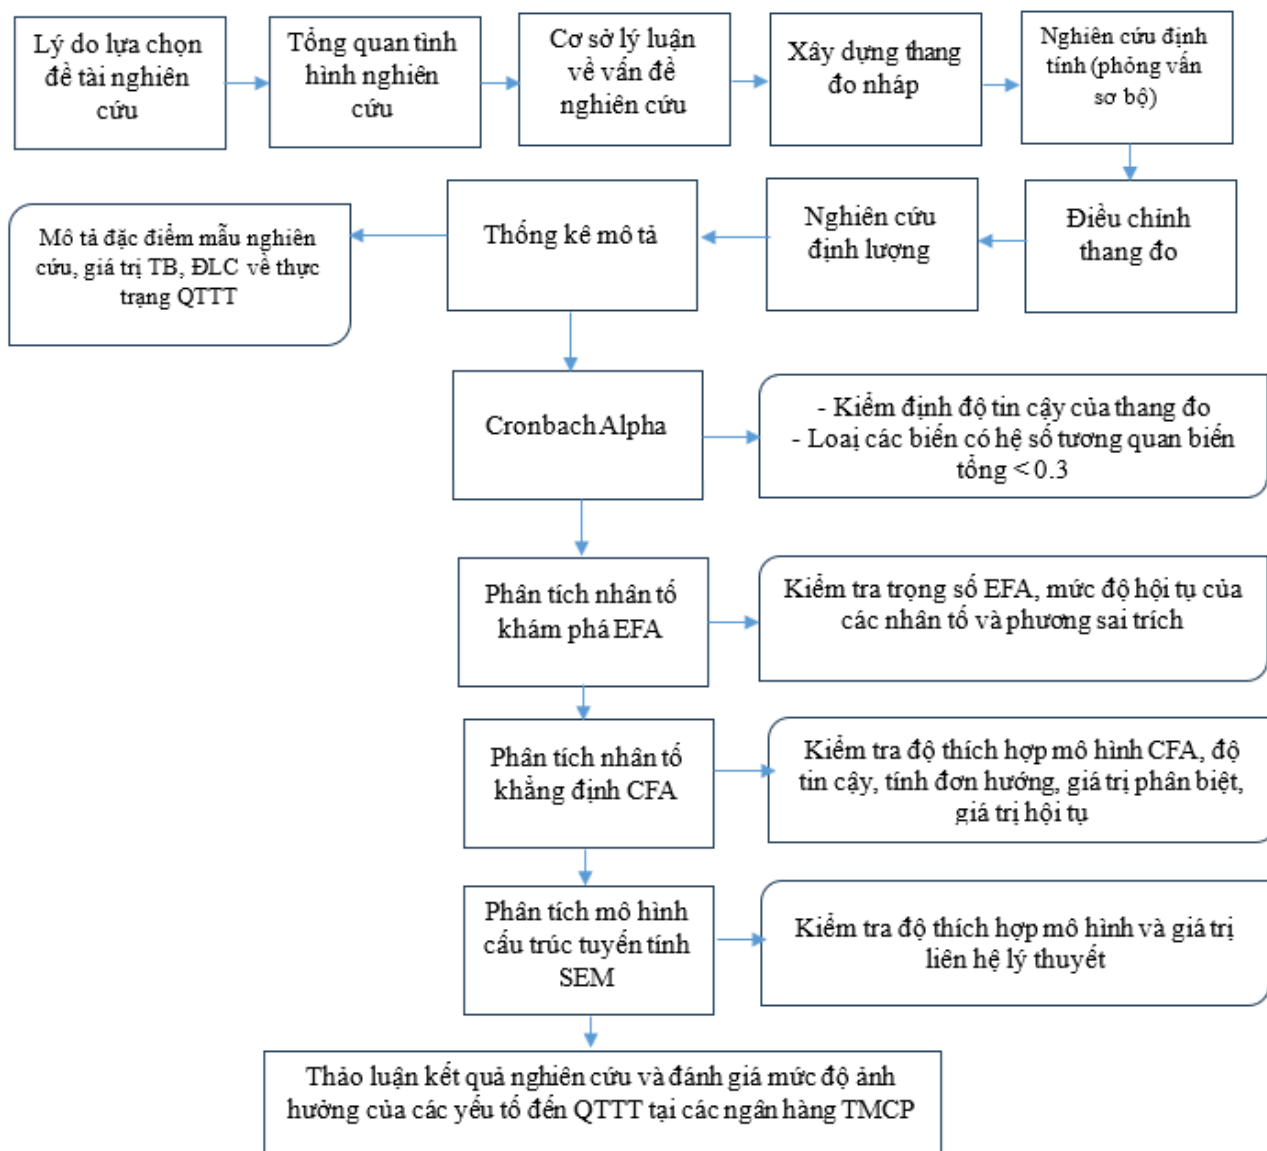 Lý do lựa chọn
đề tài nghiên
cứu
Tổng quan tình
hình nghiên
cứu
Cơ sở lý luận
về vấn đề
nghiên cứu
Xây dựng thang
đo nháp
Nghiên cứu định
tính (phỏng vấn
sơ bộ)
Điều chỉnh
thang đo
Nghiên cứu
định lượng
Thống kê mô tả
Mô tả đặc điểm mẫu nghiên
cứu, giá trị TB, ĐLC về thực
trạng QTTT
Cronbach Alpha
- Kiểm định độ tin cậy của thang đo
- Loại các biến có hệ số tương quan biến
tổng < 0.3
Phân tích nhân tố
khám phá EFA
Kiểm tra trọng số EFA, mức độ hội tụ của
các nhân tố và phương sai trích
Phân tích nhân tố
khẳng định CFA
Kiểm tra độ thích hợp mô hình CFA, độ
tin cậy, tính đơn hướng, giá trị phân biệt,
giá trị hội tụ
Phân tích mô hình
cấu trúc tuyến tính
SEM
Kiểm tra độ thích hợp mô hình và giá trị
liên hệ lý thuyết
Thảo luận kết quả nghiên cứu và đánh giá mức độ ảnh
hưởng của các yếu tố đến QTTT tại các ngân hàng TMCP